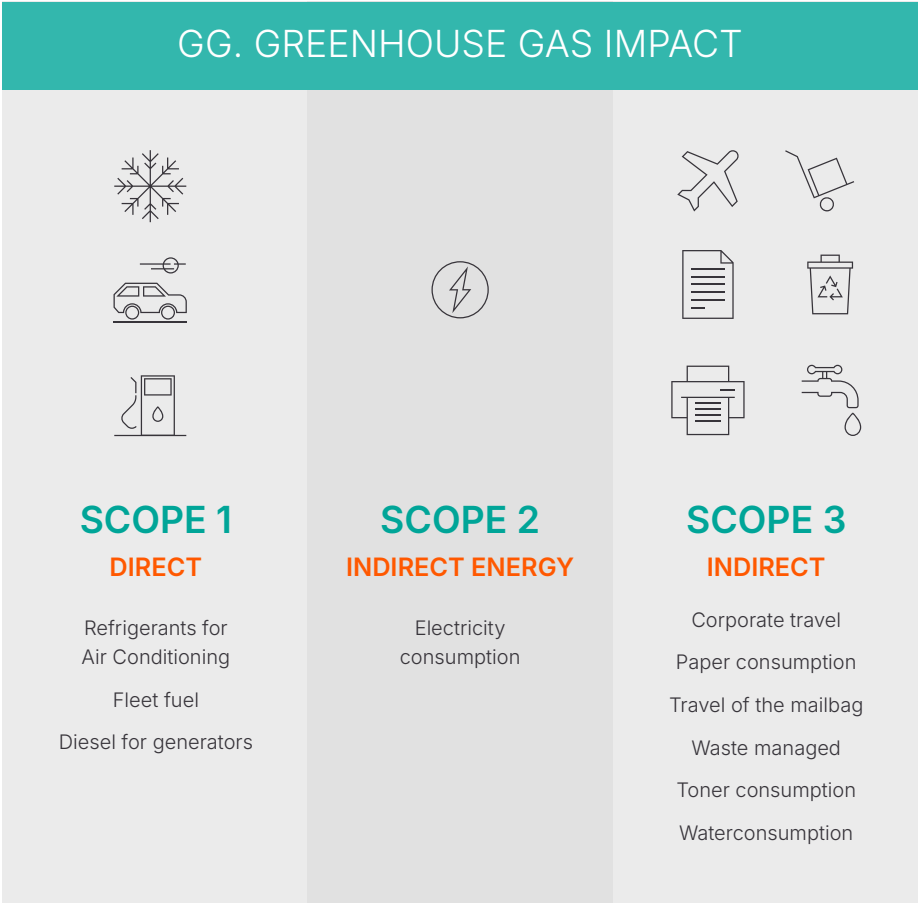 GG. GREENHOUSE GAS IMPACT
SCOPE 1
DIRECT
Refrigerants for
Air Conditioning
Fleet fuel
Diesel for generators
SCOPE 2
INDIRECT ENERGY
Electricity
consumption
SCOPE 3
INDIRECT
Corporate travel
Paper consumption
Travel of the mailbag
Waste managed
Toner consumption
Waterconsumption